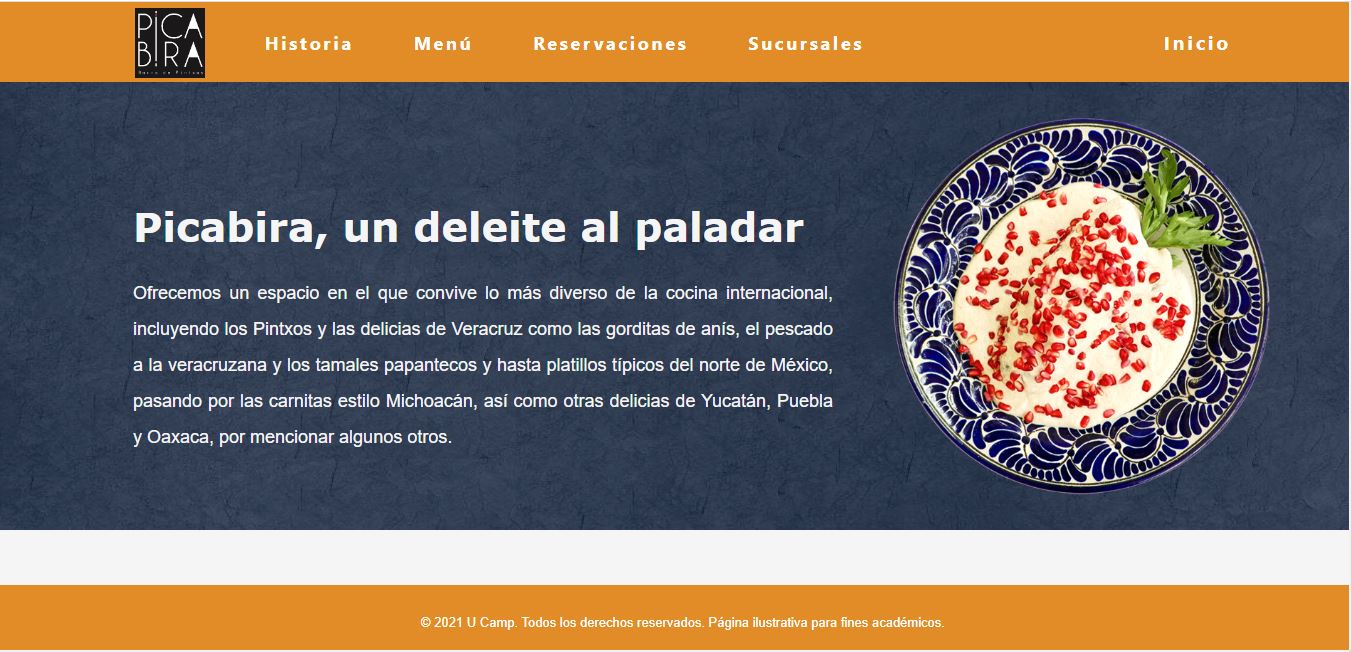 PiCA
BiRA
Barra de Pintxos
Historia
Menú
Reservaciones
Sucursales
Inicio
Picabira, un deleite al paladar
Ofrecemos un espacio en el que convive lo más diverso de la cocina internacional,
incluyendo los Pintxos y las delicias de Veracruz como las gorditas de anís, el pescado
a la veracruzana y los tamales papantecos y hasta platillos típicos del norte de México,
pasando por las carnitas estilo Michoacán, así como otras delicias de Yucatán, Puebla
y Oaxaca, por mencionar algunos otros.
© 2021 U Camp. Todos los derechos reservados. Página ilustrativa para fines académicos.